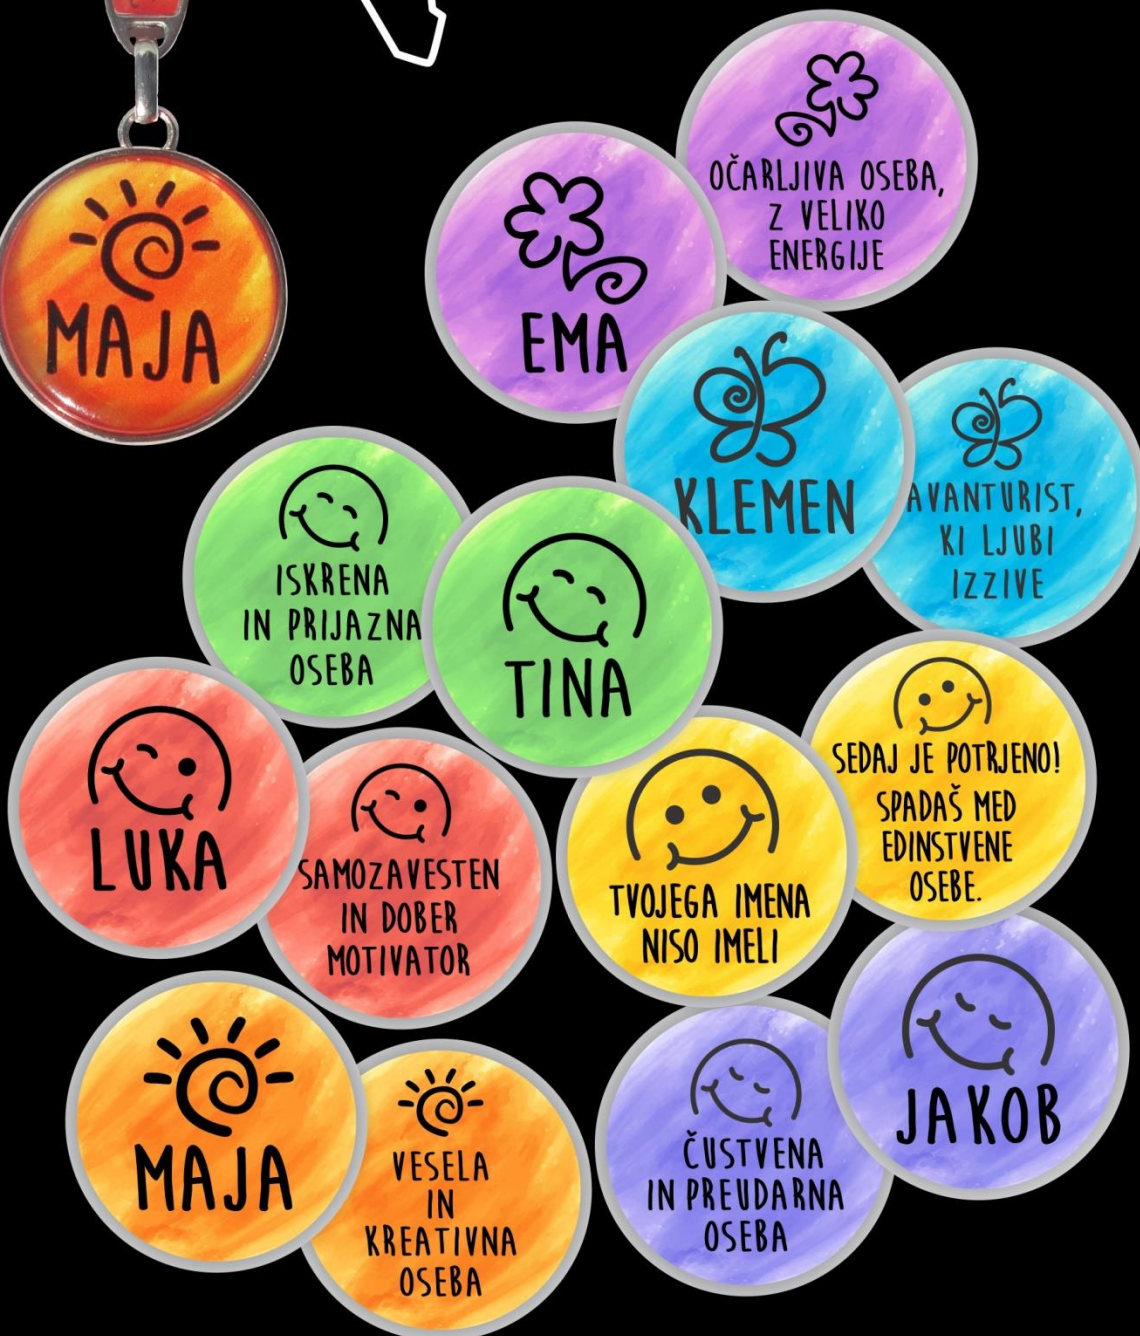 MAJA
OČARLJIVA OSEBA,
Z VELIKO
ENERGIJE
EMA
KLEMEN
AVANTURIST,
KI LJUBI
IZZIVE
ISKRENA
IN PRIJAZNA
OSEBA
TINA
LUKA
SAMOZAVESTEN
IN DOBER
MOTIVATOR
TVOJEGA IMENA
NISO IMELI
SEDAJ JE POTRJENO!
SPADAŠ MED
EDINSTVENE
OSEBE.
MAJA
VESELA
IN
KREATIVNA
OSEBA
ČUSTVENA
IN PREUDARNA
OSEBA
JAKOB